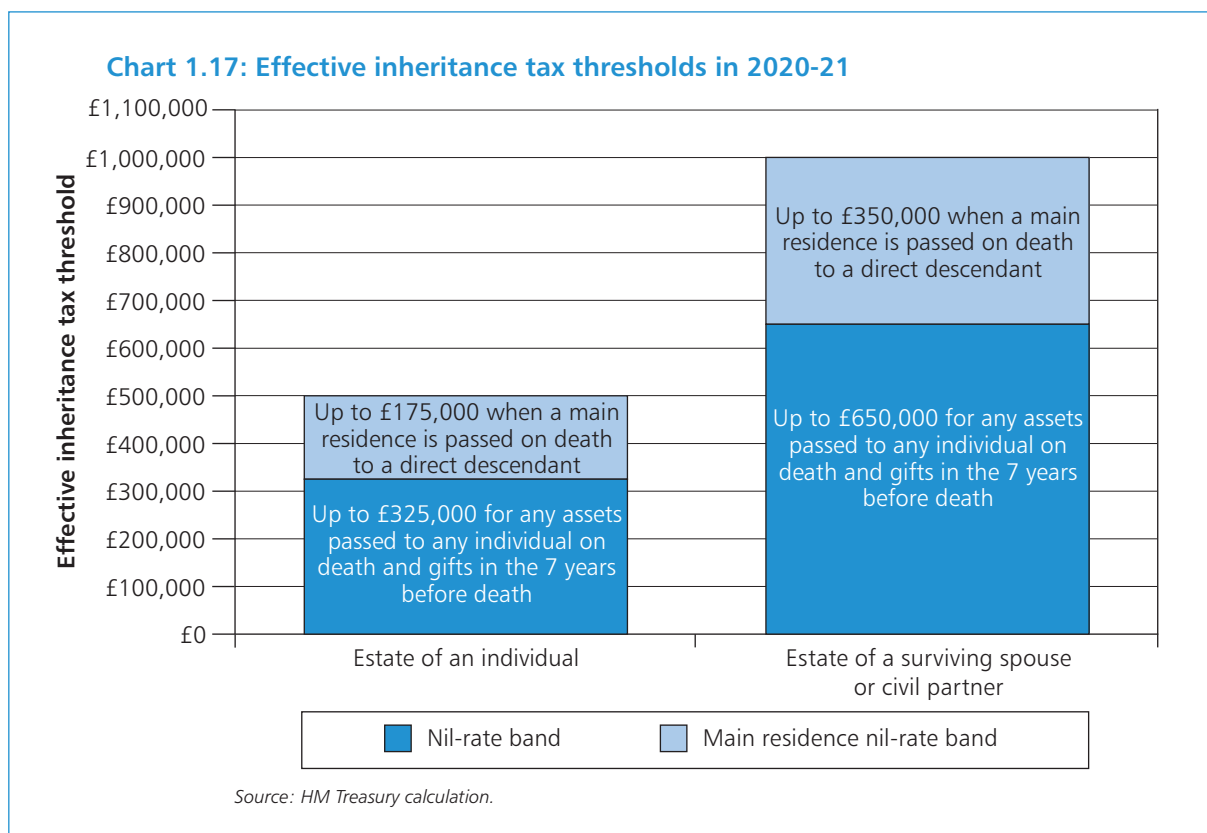 Chart 1.17: Effective inheritance tax thresholds in 2020-21
Effective inheritance tax threshold
£1,100,000
£1,000,000
£900,000
£800,000
£700,000
£600,000
£500,000
£400,000
£300,000
£200,000
£100,000
£0
Up to £175,000 when a main
residence is passed on death
to a direct descendant
Up to £325,000 for any assets
passed to any individual on
death and gifts in the 7 years
before death
Up to £350,000 when a main
residence is passed on death
to a direct descendant
Up to £650,000 for any assets
passed to any individual on
death and gifts in the 7 years
before death
Estate of an individual
Estate of a surviving spouse
or civil partner
Nil-rate band
Main residence nil-rate band
Source: HM Treasury calculation.